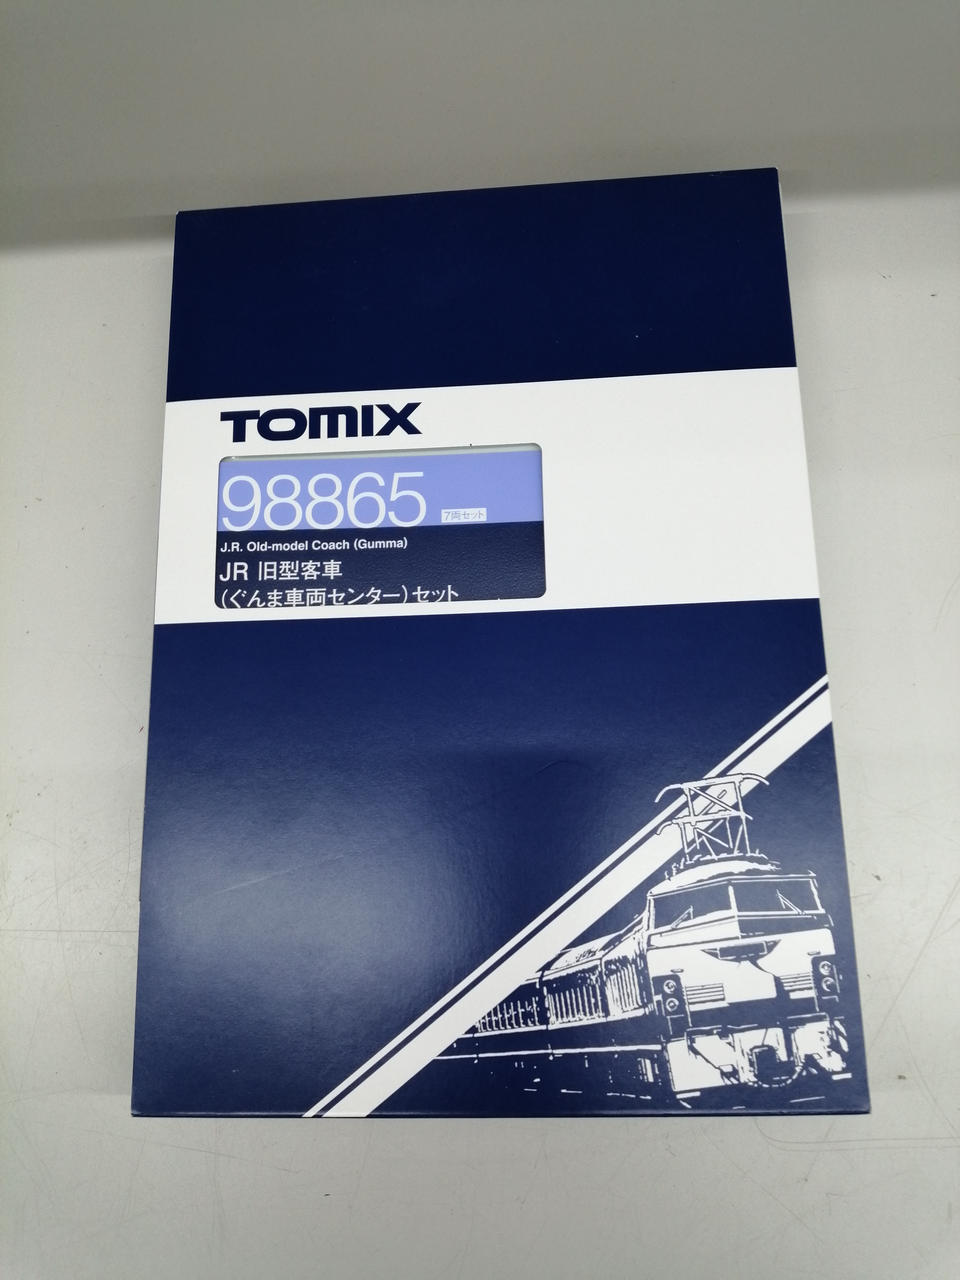 TOMIX
98865 7両セット
J.R. Old-model Coach (Gumma)
JR 旧型客車
(ぐんま車両センター)セット